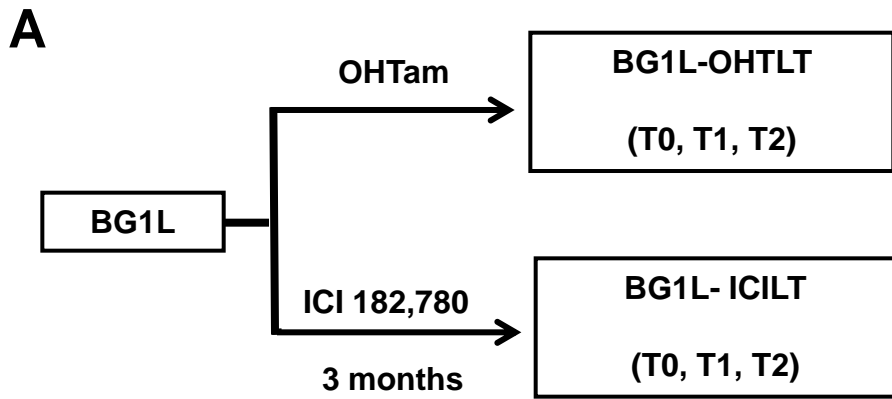 A
OHTam
BG1L-OHTLT
(T0, T1, T2)
BG1L
ICI 182,780
3 months
BG1L- ICILT
(T0, T1, T2)